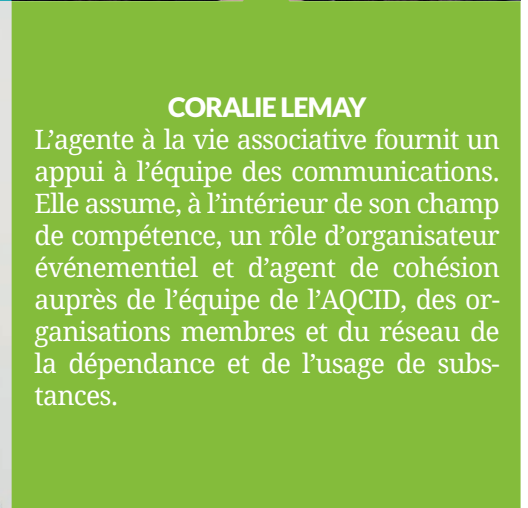 CORALIE LEMAY
L’agente à la vie associative fournit un
appui à l’équipe des communications.
Elle assume, à l’intérieur de son champ
de compétence, un rôle d’organisateur
événementiel et d’agent de cohésion
auprès de l’équipe de l’AQCID, des or-
ganisations membres et du réseau de
la dépendance et de l’usage de subs-
tances.